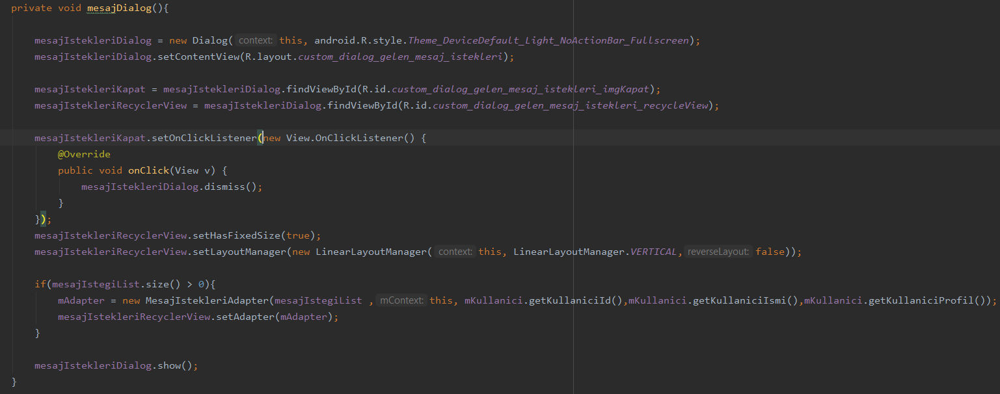 private void mesajDialog(){
mesajIstekleriDialog = new Dialog( context: this, android.R.style.Theme_DeviceDefault_Light_NoActionBar_Fullscreen);
mesajIstekleriDialog.setContentView(R.layout.custom_dialog_gelen_mesaj_istekleri);
mesajIstekleriKapat = mesajIstekleriDialog.findViewById(R.id.custom_dialog_gelen_mesaj_istekleri_imgKapat);
mesajIstekleriRecyclerView = mesajIstekleriDialog.findViewById(R.id.custom_dialog_gelen_mesaj_istekleri_recycleView);
mesajIstekleriKapat.setOnClickListener(new View.OnClickListener() {
@Override
public void onClick(View v) {
mesajIstekleriDialog.dismiss();
}
});
mesajIstekleriRecyclerView.setHasFixedSize(true);
mesajIstekleriRecyclerView.setLayoutManager(new LinearLayoutManager( context: this, LinearLayoutManager.VERTICAL, reverseLayout: false));
if(mesajIstegiList.size() > 0){
mAdapter = new MesajIstekleriAdapter(mesajIstegiList , mContext: this, mKullanici.getKullaniciId(),mKullanici.getKullaniciIsmi(),mKullanici.getKullaniciProfil());
mesajIstekleriRecyclerView.setAdapter(mAdapter);
}
mesajIstekleriDialog.show();
}